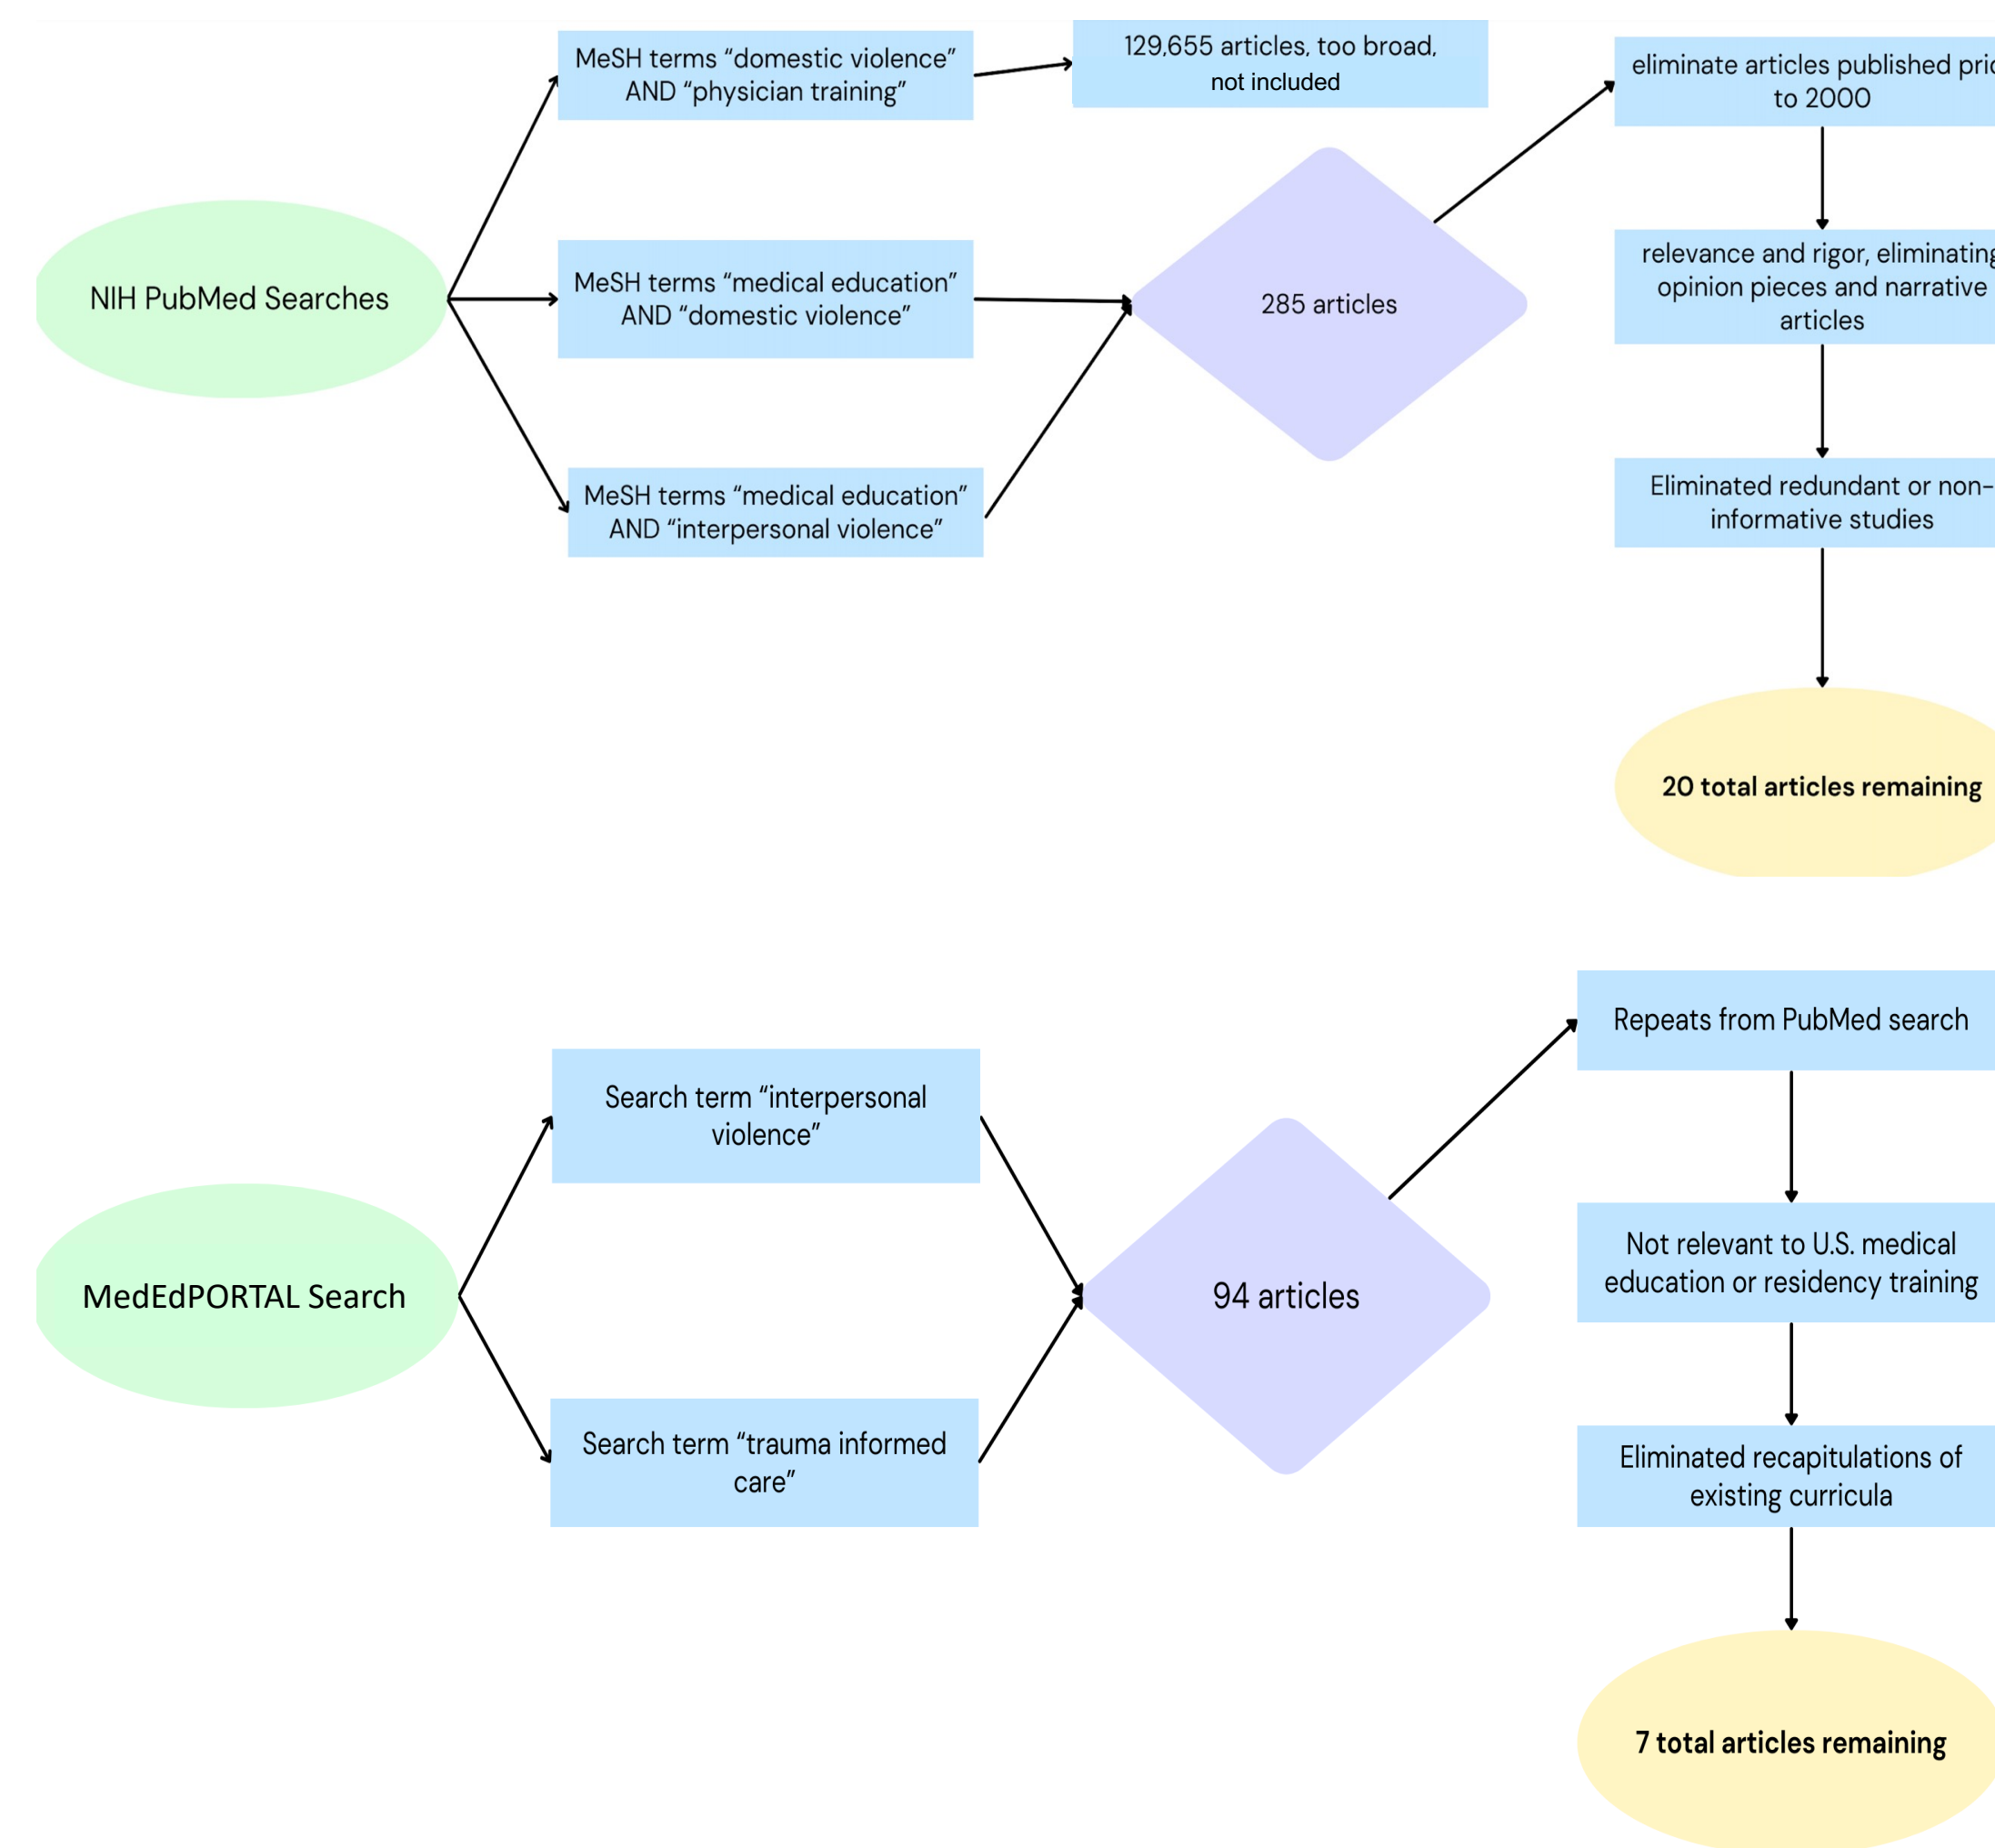 MeSH terms “domestic violence”
AND “physician training”
129,655 articles, too broad,
not included
eliminate articles published
to 2000
NIH PubMed Searches
MeSH terms “medical education”
AND “domestic violence”
285 articles
relevance and rigor, eliminating
opinion pieces and narrative
articles
MeSH terms “medical education”
AND “interpersonal violence”
Eliminated redundant or non-
informative studies
20 total articles remaining
MedEdPORTAL Search
Search term “interpersonal
violence”
Search term “trauma informed
care”
94 articles
Repeats from PubMed search
Not relevant to U.S. medical
education or residency training
Eliminated recapitulations of
existing curricula
7 total articles remaining